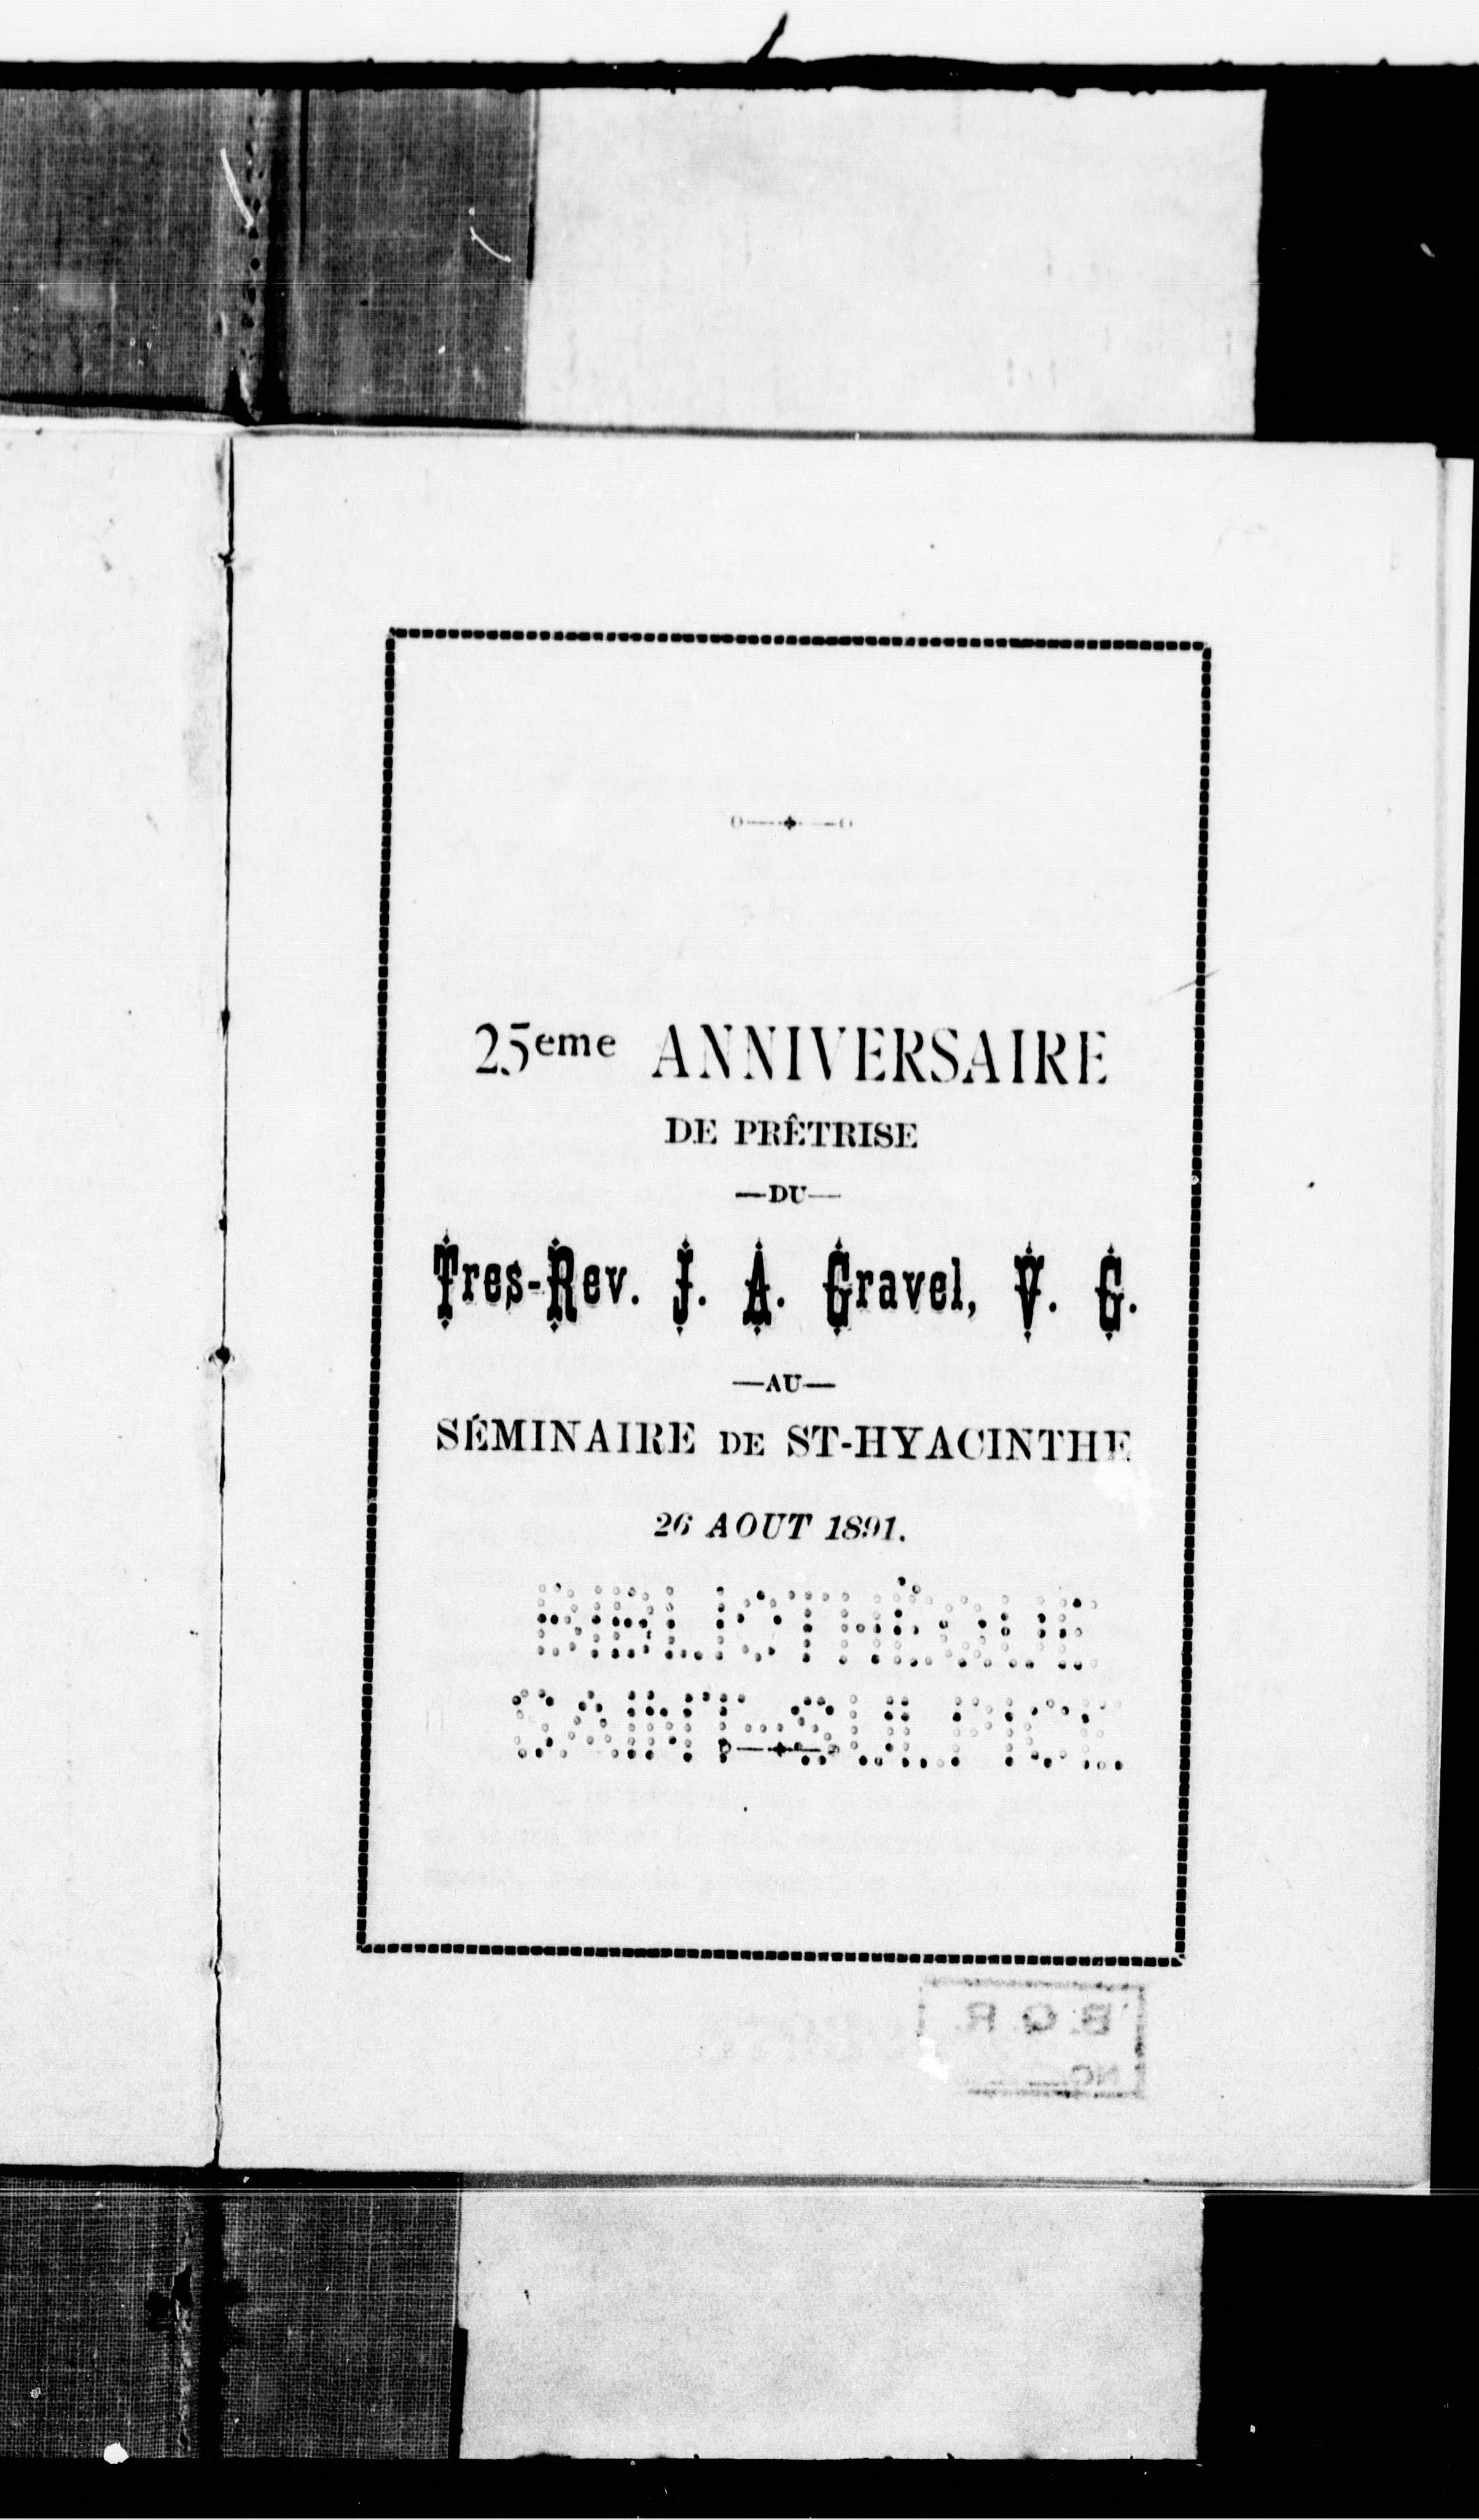 25eme ANNIVERSAIRE
DE PRÊTRISE
—DU—
Tres-Rev. J. A. Gravel, V. G.
—AU—
SÉMINAIRE DE ST-HYACINTHE
26 AOUT 1891.
BIBLIOTHÈQUE
SAINT-SULPICE
B. Q. R.
NO.